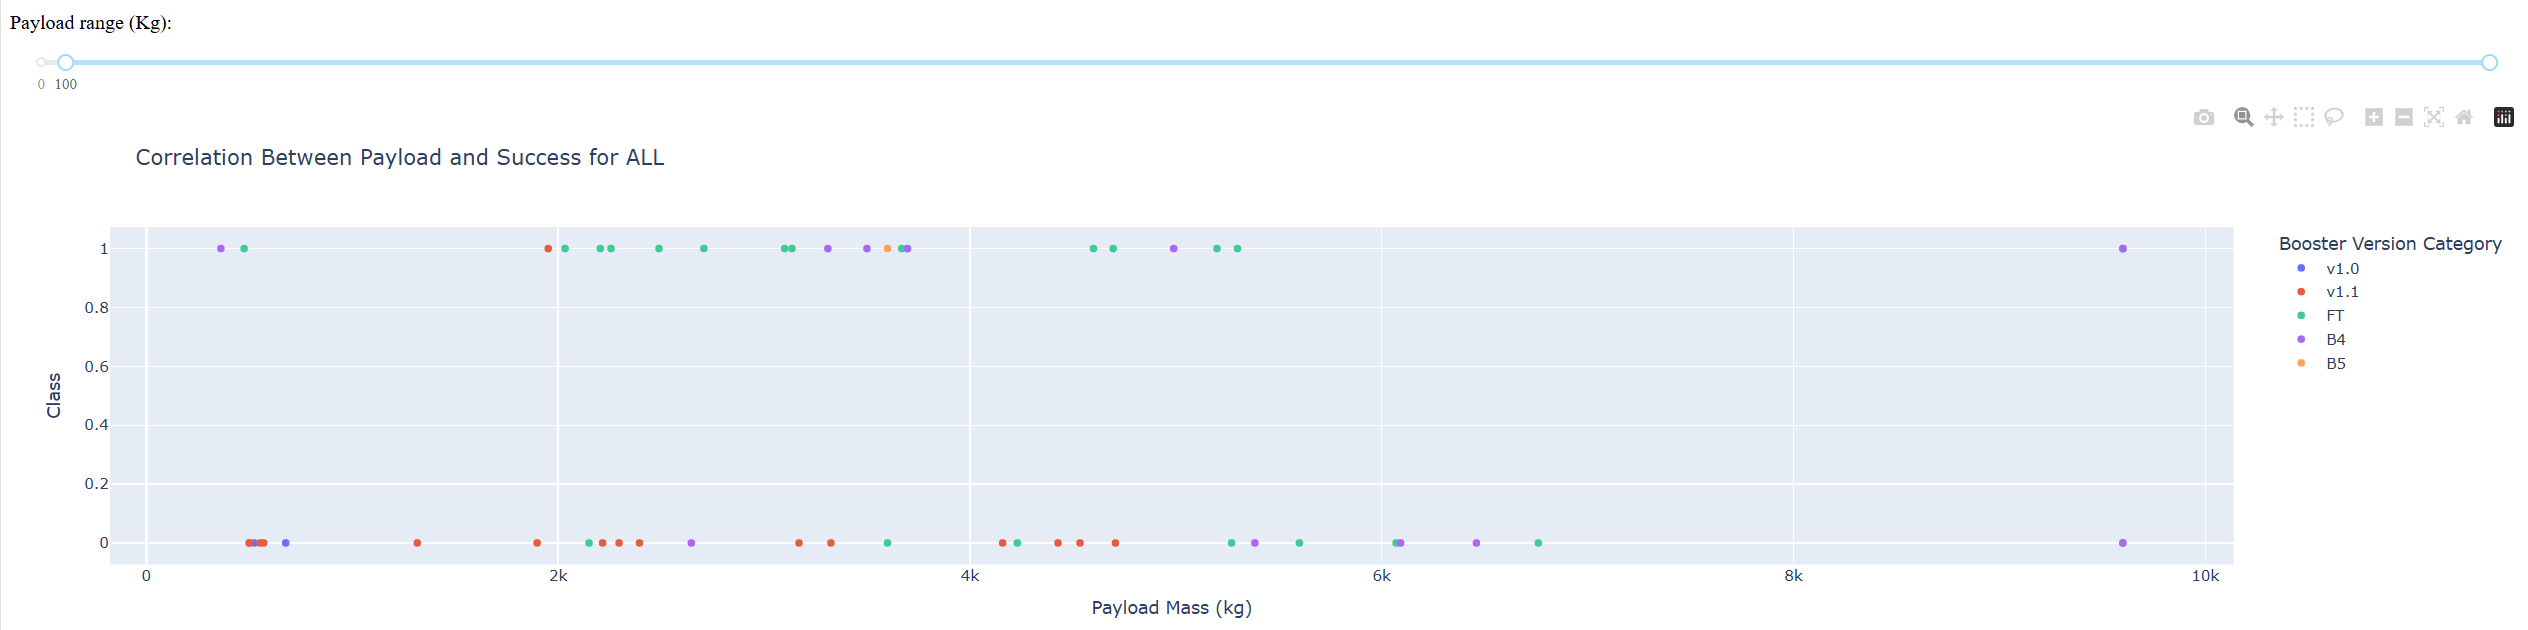 Payload range (Kg):
0 100
Correlation Between Payload and Success for ALL
Booster Version Category
v1.0
v1.1
FT
B4
B5
Class
1
0.8
0.6
0.4
0.2
0
0 2k 4k 6k 8k 10k
Payload Mass (kg)